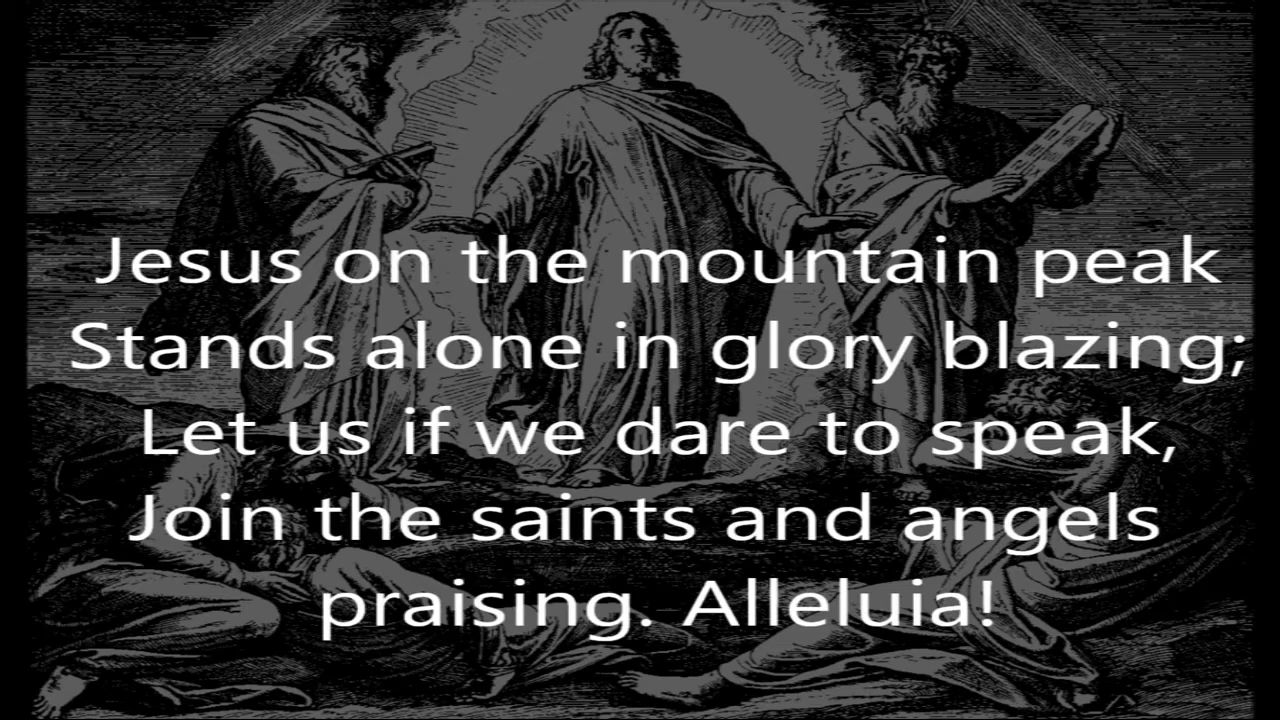 Jesus on the mountain peak
Stands alone in glory blazing;
Let us if we dare to speak,
Join the saints and angels
praising. Alleluia!